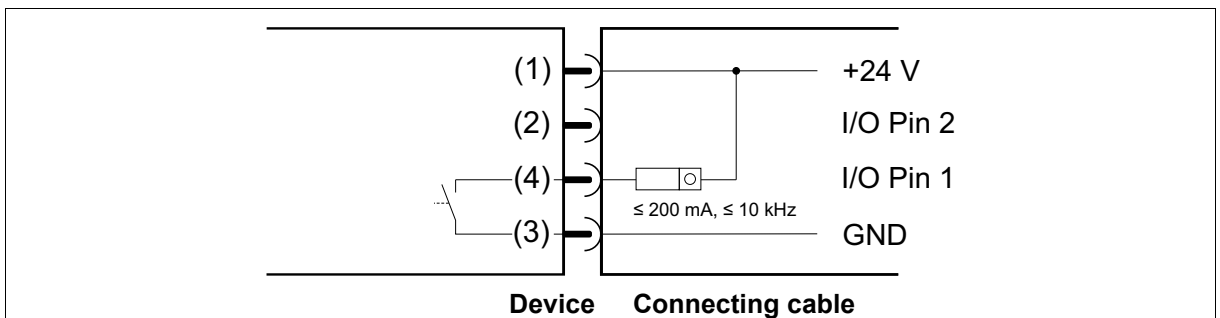 (1) +24 V
(2) I/O Pin 2
(4) I/O Pin 1
≤ 200 mA, ≤ 10 kHz
(3) GND
Device Connecting cable